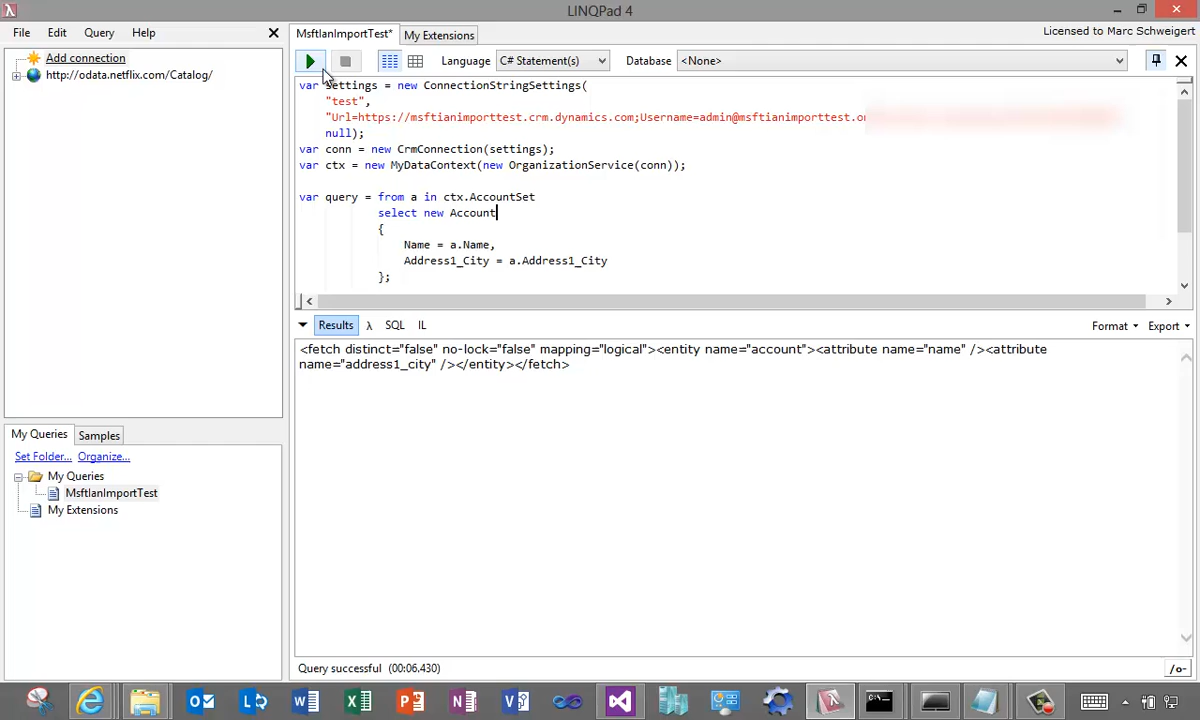 LINQPad 4
File Edit Query Help
MsftIanImportTest* My Extensions
Licensed to Marc Schweigert
Add connection
http://odata.netflix.com/Catalog/
Language C# Statement(s) Database <None>
var settings = new ConnectionStringSettings(
"test",
"Url=https://msftianimporttest.crm.dynamics.com;Username=admin@msftianimporttest.on
null);
var conn = new CrmConnection(settings);
var ctx = new MyDataContext(new OrganizationService(conn));
var query = from a in ctx.AccountSet
select new Account
{
Name = a.Name,
Address1_City = a.Address1_City
};
Results λ SQL IL
Format Export
<fetch distinct="false" no-lock="false" mapping="logical"><entity name="account"><attribute name="name" /><attribute
name="address1_city" /></entity></fetch>
My Queries Samples
Set Folder... Organize...
My Queries
MsftIanImportTest
My Extensions
Query successful (00:06.430)
/o-